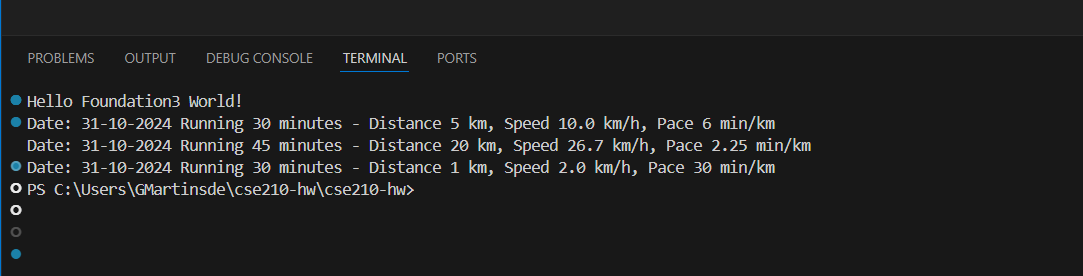 PROBLEMS OUTPUT DEBUG CONSOLE TERMINAL PORTS
Hello Foundation3 World!
Date: 31-10-2024 Running 30 minutes - Distance 5 km, Speed 10.0 km/h, Pace 6 min/km
Date: 31-10-2024 Running 45 minutes - Distance 20 km, Speed 26.7 km/h, Pace 2.25 min/km
Date: 31-10-2024 Running 30 minutes - Distance 1 km, Speed 2.0 km/h, Pace 30 min/km
PS C:\Users\GMartinsde\cse210-hw\cse210-hw>